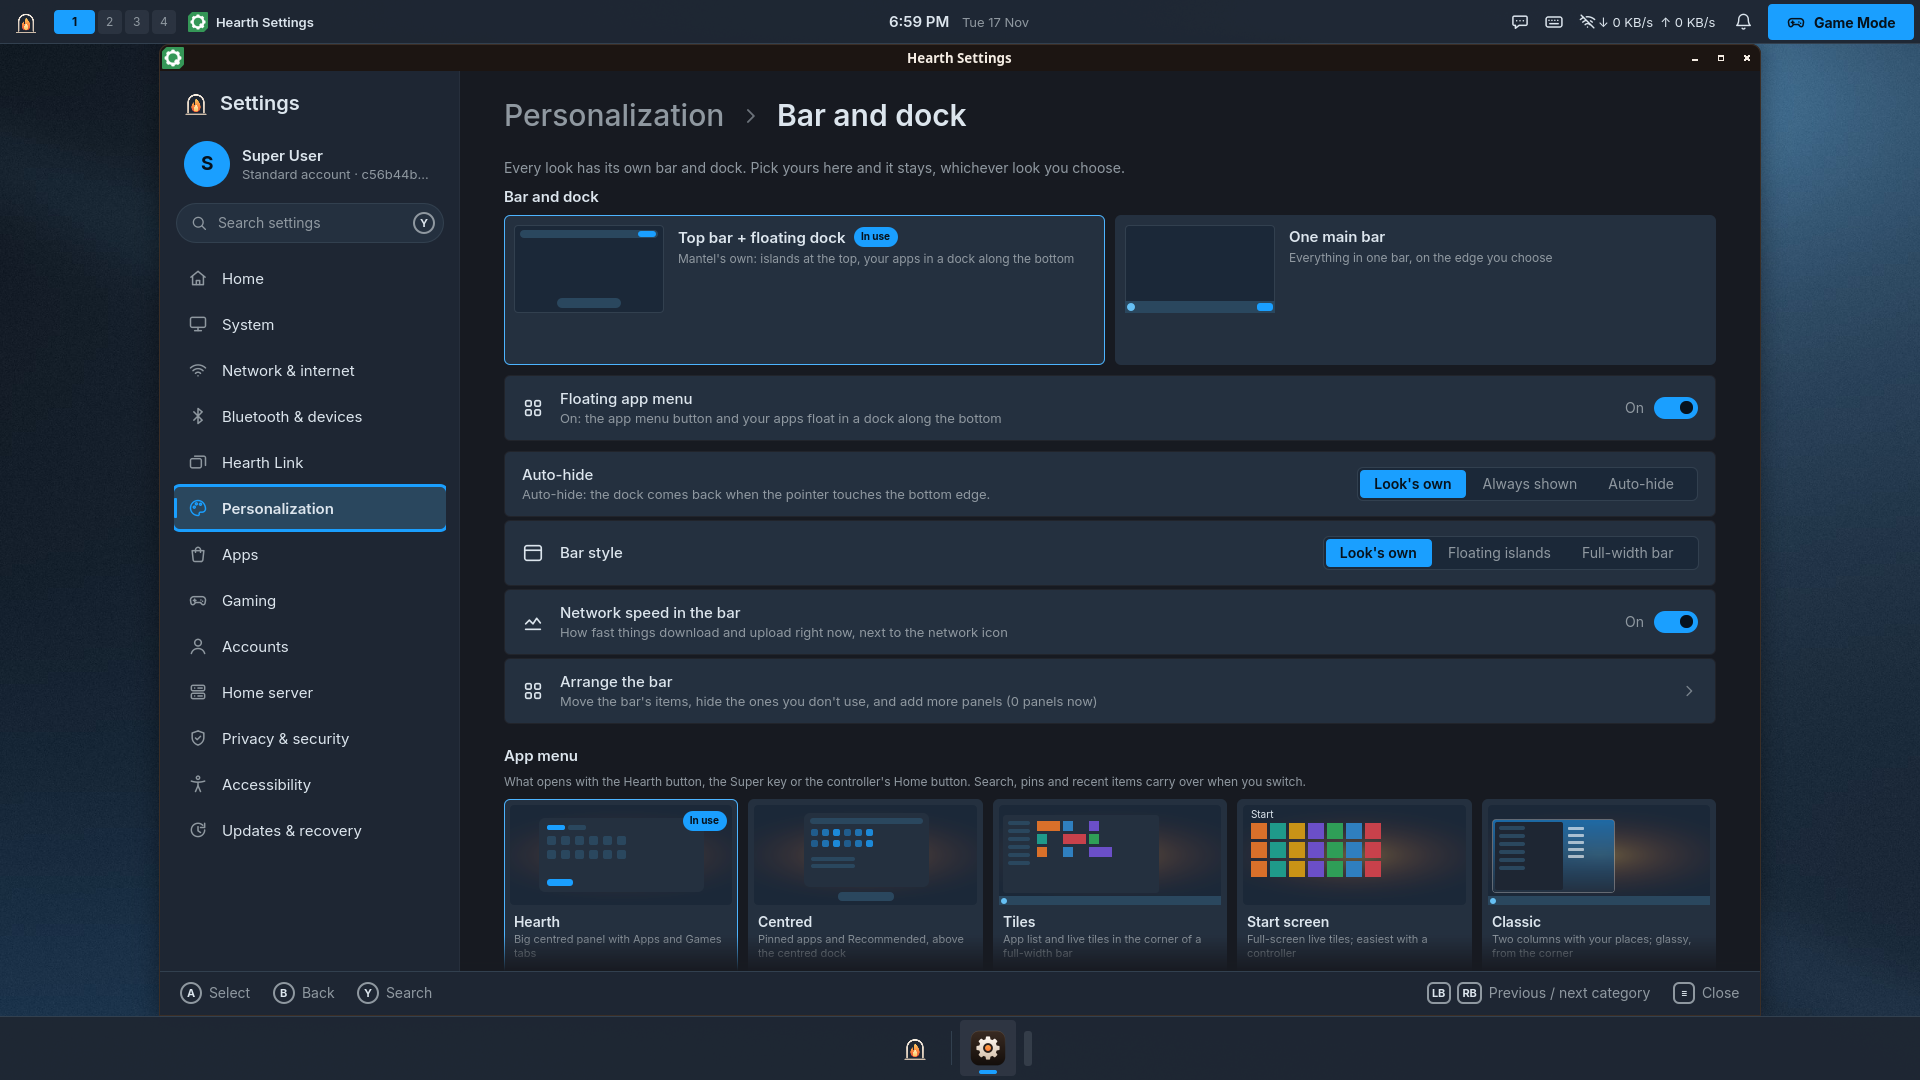 1 2 3 4 Hearth Settings
6:59 PM Tue 17 Nov
↓ 0 KB/s ↑ 0 KB/s
Game Mode
Hearth Settings
Settings
S
Super User
Standard account · c56b44b...
Search settings Y
Home
System
Network & internet
Bluetooth & devices
Hearth Link
Personalization
Apps
Gaming
Accounts
Home server
Privacy & security
Accessibility
Updates & recovery
Personalization > Bar and dock
Every look has its own bar and dock. Pick yours here and it stays, whichever look you choose.
Bar and dock
Top bar + floating dock In use
Mantel's own: islands at the top, your apps in a dock along the bottom
One main bar
Everything in one bar, on the edge you choose
Floating app menu
On: the app menu button and your apps float in a dock along the bottom
On
Auto-hide
Auto-hide: the dock comes back when the pointer touches the bottom edge.
Look's own Always shown Auto-hide
Bar style
Look's own Floating islands Full-width bar
Network speed in the bar
How fast things download and upload right now, next to the network icon
On
Arrange the bar
Move the bar's items, hide the ones you don't use, and add more panels (0 panels now)
App menu
What opens with the Hearth button, the Super key or the controller's Home button. Search, pins and recent items carry over when you switch.
In use
Hearth
Big centred panel with Apps and Games
tabs
Centred
Pinned apps and Recommended, above
the centred dock
Tiles
App list and live tiles in the corner of a
full-width bar
Start
Start screen
Full-screen live tiles; easiest with a
controller
Classic
Two columns with your places; glassy,
from the corner
A Select B Back Y Search
LB RB Previous / next category ≡ Close